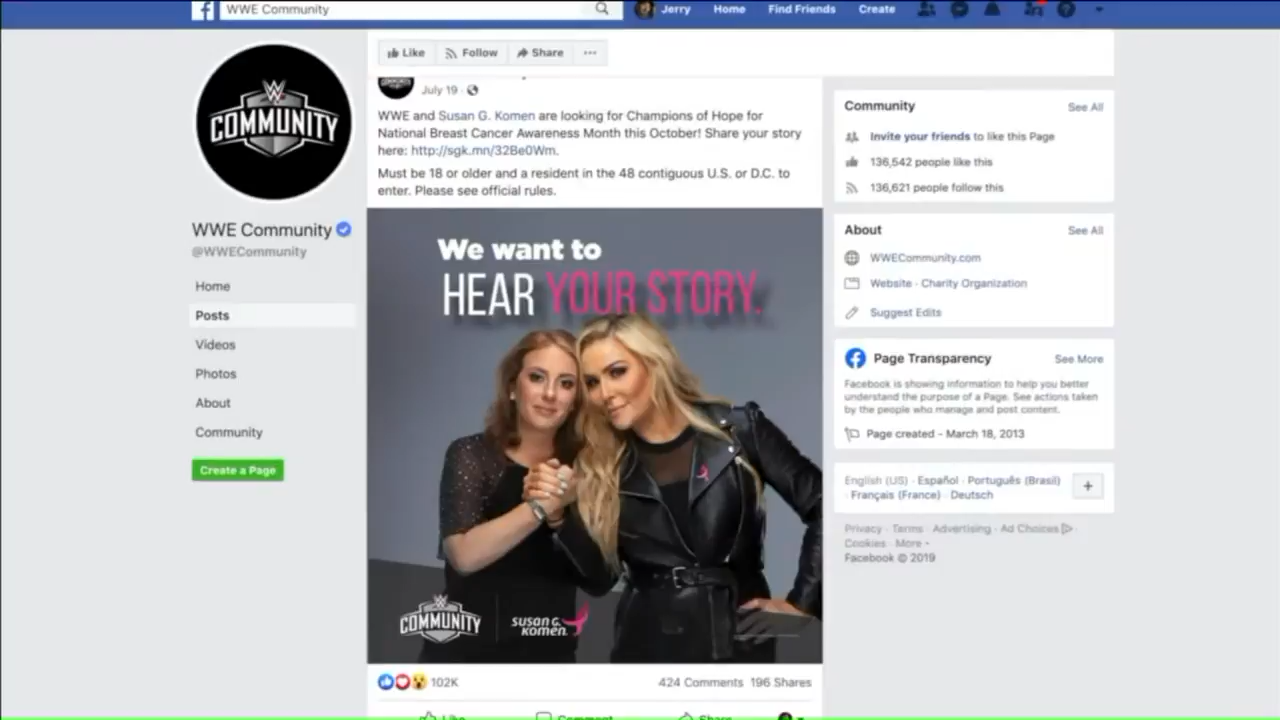 WWE Community
Jerry
Home
Find Friends
Create
Like
Follow
Share
COMMUNITY
WWE Community
@WWECommunity
Home
Posts
Videos
Photos
About
Community
Create a Page
July 19
WWE and Susan G. Komen are looking for Champions of Hope for
National Breast Cancer Awareness Month this October! Share your story
here: http://sgk.mn/32Be0Wm.
Must be 18 or older and a resident in the 48 contiguous U.S. or D.C. to
enter. Please see official rules.
We want to
HEAR YOUR STORY.
COMMUNITY
susan G.
komen.
102K
424 Comments 196 Shares
Like
Comment
Share
Community
See All
Invite your friends to like this Page
136,542 people like this
136,621 people follow this
About
See All
WWECommunity.com
Website · Charity Organization
Suggest Edits
Page Transparency
See More
Facebook is showing information to help you better
understand the purpose of a Page. See actions taken
by the people who manage and post content.
Page created - March 18, 2013
English (US) · Español · Português (Brasil)
· Français (France) · Deutsch
+
Privacy · Terms · Advertising · Ad Choices
Cookies · More
Facebook © 2019